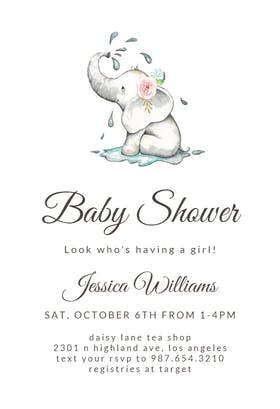 Baby Shower
Look who's having a girl!
Jessica Williams
SAT, OCTOBER 6TH FROM 1-4PM
daisy lane tea shop
2301 n highland ave, los angeles
text your rsvp to 987.654.3210
registries at target